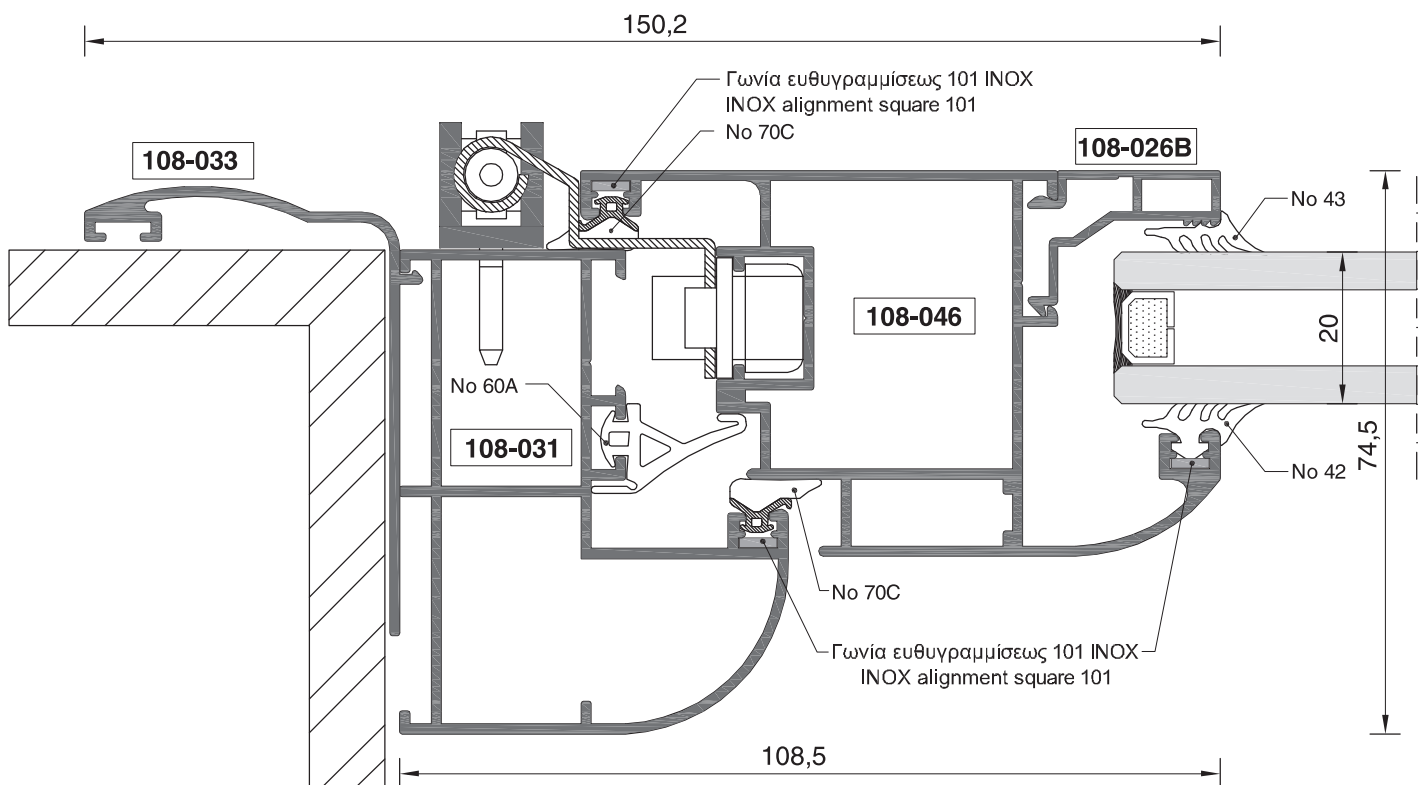 150,2
Γωνία ευθυγραμμίσεως 101 INOX
INOX alignment square 101
No 70C
108-033
108-026B
No 43
108-046
20
No 60A
108-031
74,5
No 42
No 70C
Γωνία ευθυγραμμίσεως 101 INOX
INOX alignment square 101
108,5